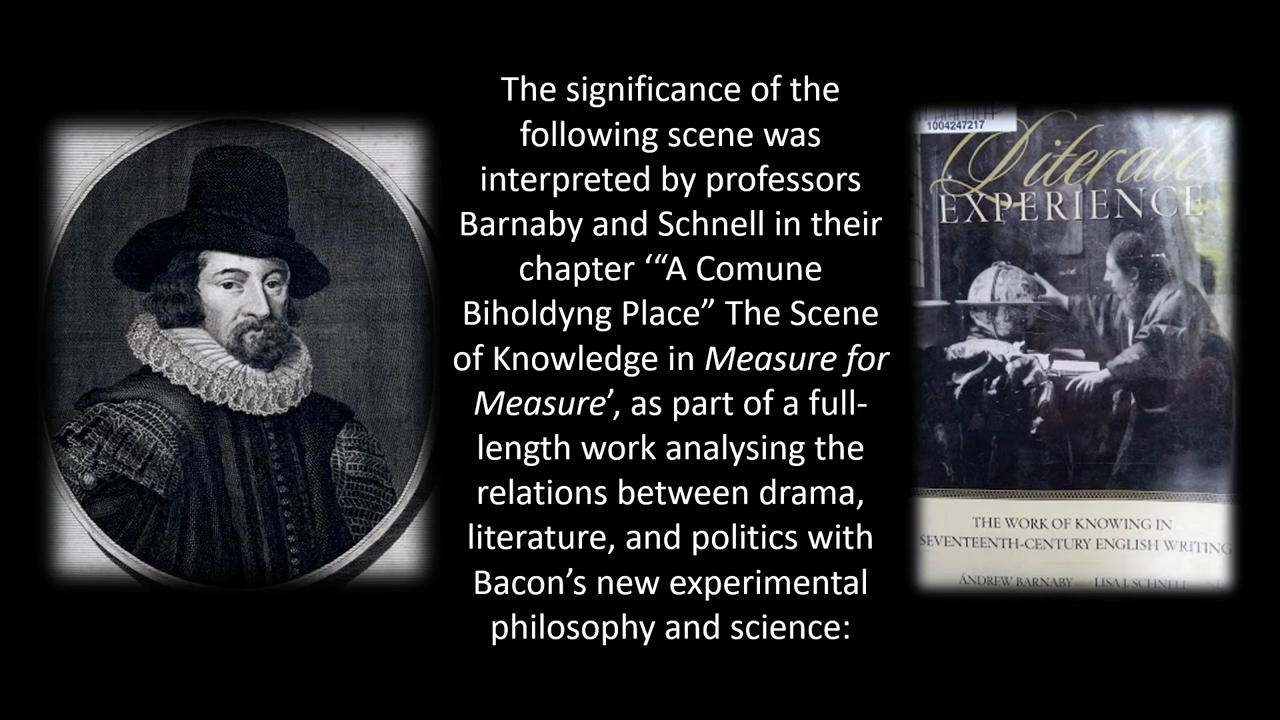 The significance of the
following scene was
interpreted by professors
Barnaby and Schnell in their
chapter ‘“A Comune
Biholdyng Place” The Scene
of Knowledge in Measure for
Measure’, as part of a full-
length work analysing the
relations between drama,
literature, and politics with
Bacon’s new experimental
philosophy and science:
1004247217
Literate
EXPERIENCE
THE WORK OF KNOWING IN
SEVENTEENTH-CENTURY ENGLISH WRITING
ANDREW BARNABY LISA J. SCHNELL